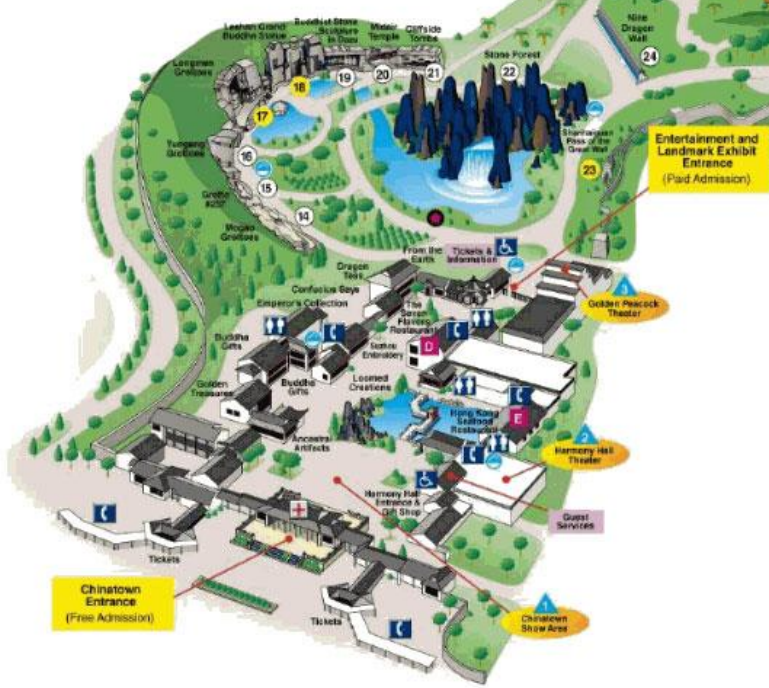 Nine
Dragon
Wall
24
Leshan Grand
Buddha Statue
Buddhist Stone
Sculpture
in Dazu
Midair
Temple
Cliffside
Tombs
Longmen
Grottoes
18
19
20
21
Stone Forest
22
17
Yungang
Grottoes
16
15
Grotto
#257
14
Mogao
Grottoes
Shanhaiguan
Pass of the
Great Wall
23
Entertainment and
Landmark Exhibit
Entrance
(Paid Admission)
From the
Earth
Tickets &
Information
Dragon
Teas
Confucius Says
Emperor's Collection
The
Seven
Flavors
Restaurant
3
Golden Peacock
Theater
Buddha
Gifts
Suzhou
Embroidery
D
Golden
Treasures
Buddha
Gifts
Loomed
Creations
Hong Kong
Seafood
Restaurant
E
Ancestral
Artifacts
2
Harmony Hall
Theater
Harmony Hall
Entrance &
Gift Shop
Guest
Services
Tickets
Chinatown
Entrance
(Free Admission)
Tickets
1
Chinatown
Show Area